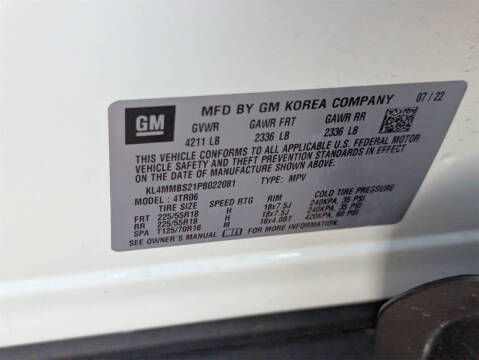 GM
MFD BY GM KOREA COMPANY 07 / 22
GVWR GAWR FRT GAWR RR
4211 LB 2336 LB 2336 LB
THIS VEHICLE CONFORMS TO ALL APPLICABLE U.S. FEDERAL MOTOR
VEHICLE SAFETY AND THEFT PREVENTION STANDARDS IN EFFECT
ON THE DATE OF MANUFACTURE SHOWN ABOVE.
KL4MMBS21PB022081 TYPE: MPV
MODEL : 4TR06
TIRE SIZE SPEED RTG RIM COLD TIRE PRESSURE
FRT 225/55R18 H 18x7.5J 240KPA, 35 PSI
RR 225/55R18 H 18x7.5J 240KPA, 35 PSI
SPA T125/70R16 M 16x4.0BT 420KPA, 60 PSI
SEE OWNER'S MANUAL